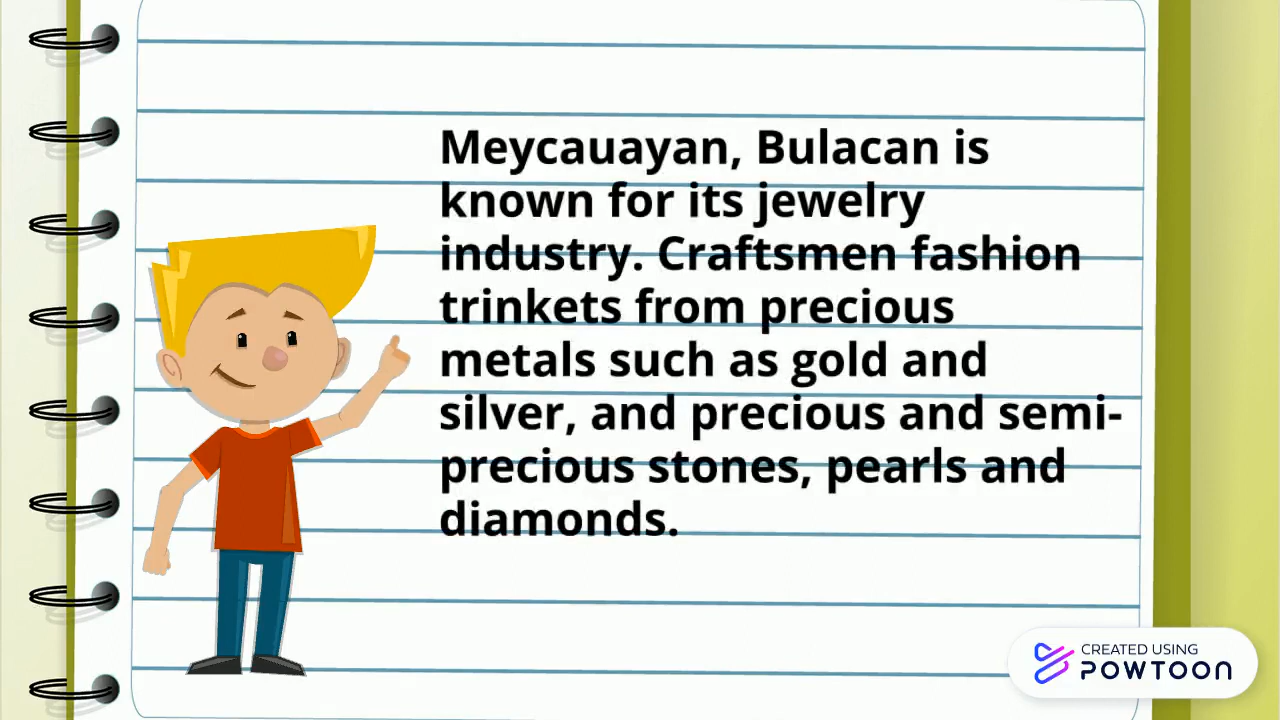 Meycauayan, Bulacan is
known for its jewelry
industry. Craftsmen fashion
trinkets from precious
metals such as gold and
silver, and precious and semi-
precious stones, pearls and
diamonds.
CREATED USING
POWTOON